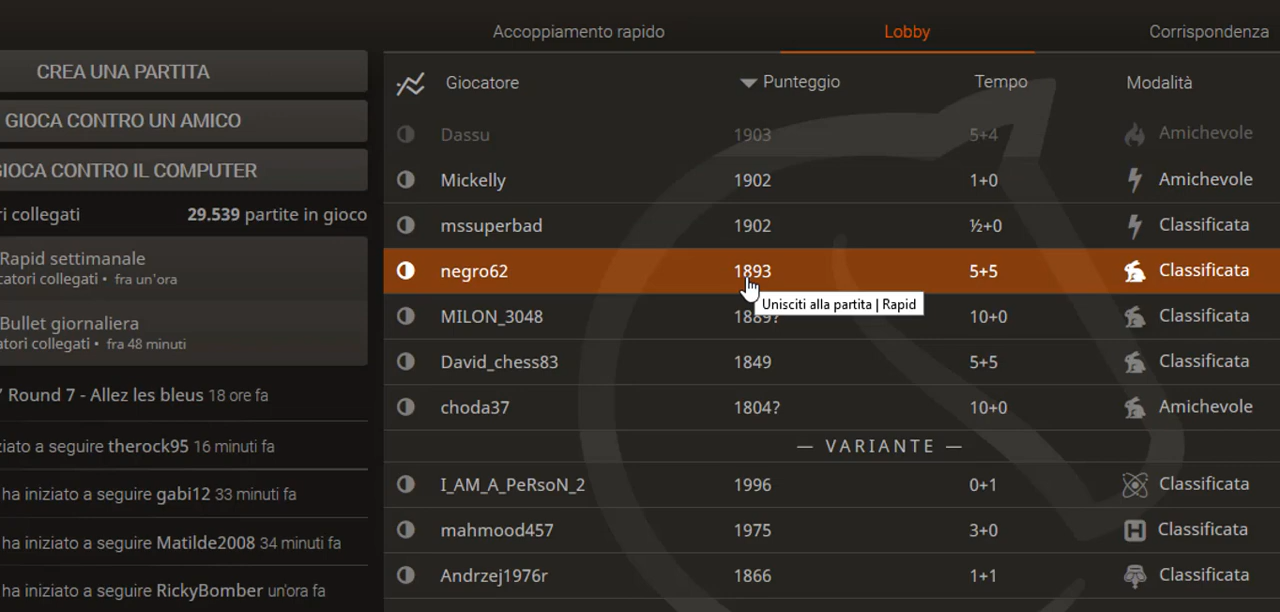 CREA UNA PARTITA
GIOCA CONTRO UN AMICO
GIOCA CONTRO IL COMPUTER
collegati 29.539 partite in gioco
Rapid settimanale
collegati • fra un'ora
Bullet giornaliera
collegati • fra 48 minuti
Round 7 - Allez les bleus 18 ore fa
a seguire therock95 16 minuti fa
ha iniziato a seguire gabi12 33 minuti fa
ha iniziato a seguire Matilde2008 34 minuti fa
ha iniziato a seguire RickyBomber un'ora fa
Accoppiamento rapido Lobby Corrispondenza
Giocatore Punteggio Tempo Modalità
Dassu 1903 5+4 Amichevole
Mickelly 1902 1+0 Amichevole
mssuperbad 1902 ½+0 Classificata
negro62 1893 5+5 Classificata
Unisciti alla partita | Rapid
MILON_3048 1889? 10+0 Classificata
David_chess83 1849 5+5 Classificata
choda37 1804? 10+0 Amichevole
— VARIANTE —
I_AM_A_PeRsoN_2 1996 0+1 Classificata
mahmood457 1975 3+0 Classificata
Andrzej1976r 1866 1+1 Classificata